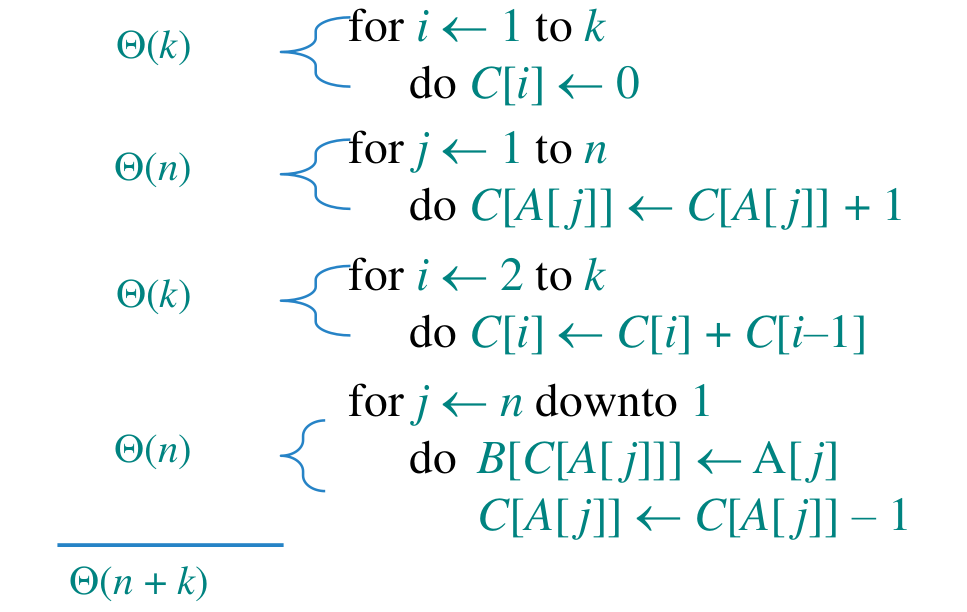 Θ(k)
for i ← 1 to k
do C[i] ← 0
Θ(n)
for j ← 1 to n
do C[A[j]] ← C[A[j]] + 1
Θ(k)
for i ← 2 to k
do C[i] ← C[i] + C[i–1]
Θ(n)
for j ← n downto 1
do B[C[A[j]]] ← A[j]
C[A[j]] ← C[A[j]] – 1
Θ(n + k)